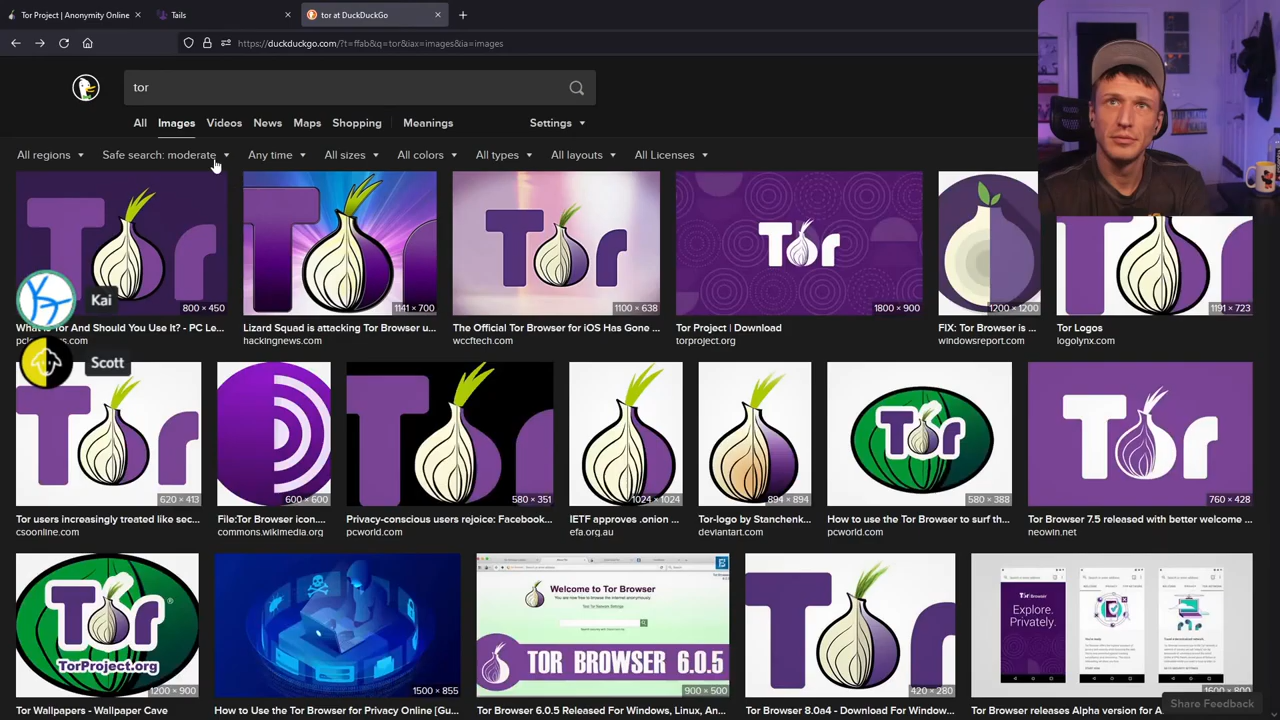 Tor Project | Anonymity Online
Tails
tor at DuckDuckGo
https://duckduckgo.com/?t=ffab&q=tor&iax=images&ia=images
tor
All Images Videos News Maps Shopping Meanings Settings
All regions Safe search: moderate Any time All sizes All colors All types All layouts All Licenses
Tor
800 × 450
Tor
1141 × 700
Tor
1100 × 638
Tor
1800 × 900
1200 × 1200
1191 × 723
Kai
What Is Tor And Should You Use It? - PC Le...
Lizard Squad is attacking Tor Browser u...
hackingnews.com
The Official Tor Browser for iOS Has Gone ...
wccftech.com
Tor Project | Download
torproject.org
FIX: Tor Browser is ...
windowsreport.com
Tor Logos
logolynx.com
Scott
Tor
620 × 413
600 × 600
Tor
580 × 351
1024 × 1024
894 × 894
Tor
580 × 388
Tor
760 × 428
Tor users increasingly treated like sec...
csoonline.com
File:Tor Browser icon....
commons.wikimedia.org
Privacy-conscious users rejoice: Facebook...
pcworld.com
IETF approves .onion ...
efa.org.au
Tor-logo by Stanchenk...
deviantart.com
How to use the Tor Browser to surf th...
pcworld.com
Tor Browser 7.5 released with better welcome ...
neowin.net
Tor
TorProject.org
1200 × 900
Welcome to Tor Browser
900 × 500
Tor
420 × 280
Tor Browser
Explore.
Privately.
1600 × 800
Share Feedback
Tor Wallpapers - Wallpaper Cave
How to Use the Tor Browser for Privacy Online |Gu...
Released For Windows, Linux, An...
Tor Browser 8.0a4 - Download For Window...
Tor Browser releases Alpha version for A